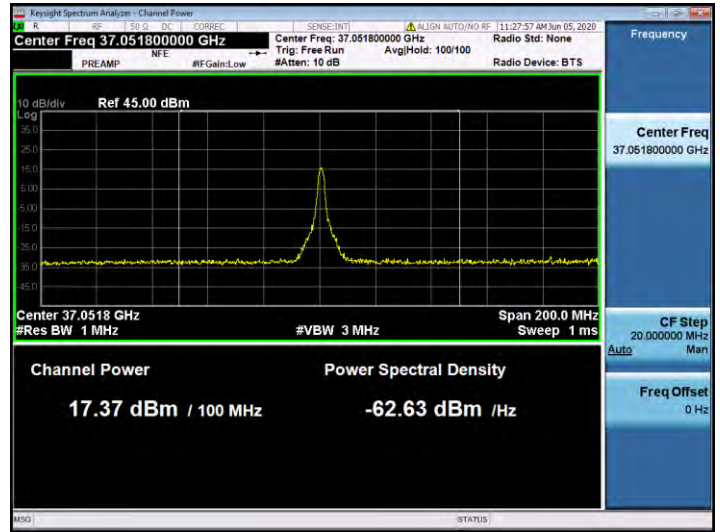 Keysight Spectrum Analyzer - Channel Power
R RF 50 Ω DC CORREC SENSE:INT ALIGN AUTO/NO RF 11:27:57 AM Jun 05, 2020
Center Freq 37.051800000 GHz Center Freq: 37.051800000 GHz Radio Std: None
NFE Trig: Free Run Avg|Hold: 100/100
PREAMP #IFGain:Low #Atten: 10 dB Radio Device: BTS
10 dB/div Ref 45.00 dBm
Log
35.0
25.0
15.0
5.00
-5.00
-15.0
-25.0
-35.0
-45.0
Center 37.0518 GHz Span 200.0 MHz
#Res BW 1 MHz #VBW 3 MHz Sweep 1 ms
Channel Power Power Spectral Density
17.37 dBm / 100 MHz -62.63 dBm /Hz
MSG STATUS
Frequency
Center Freq
37.051800000 GHz
CF Step
20.000000 MHz
Auto Man
Freq Offset
0 Hz